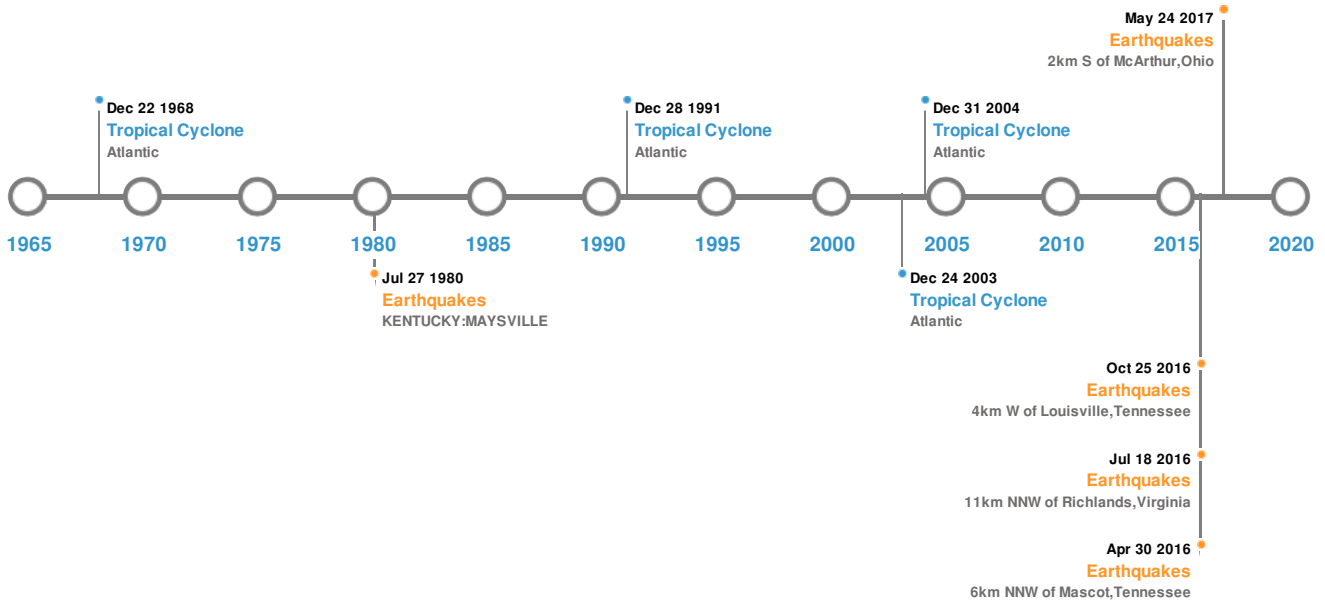 May 24 2017
Earthquakes
2km S of McArthur,Ohio
Dec 22 1968
Tropical Cyclone
Atlantic
Dec 28 1991
Tropical Cyclone
Atlantic
Dec 31 2004
Tropical Cyclone
Atlantic
1965 1970 1975 1980 1985 1990 1995 2000 2005 2010 2015 2020
Jul 27 1980
Earthquakes
KENTUCKY:MAYSVILLE
Dec 24 2003
Tropical Cyclone
Atlantic
Oct 25 2016
Earthquakes
4km W of Louisville,Tennessee
Jul 18 2016
Earthquakes
11km NNW of Richlands,Virginia
Apr 30 2016
Earthquakes
6km NNW of Mascot,Tennessee